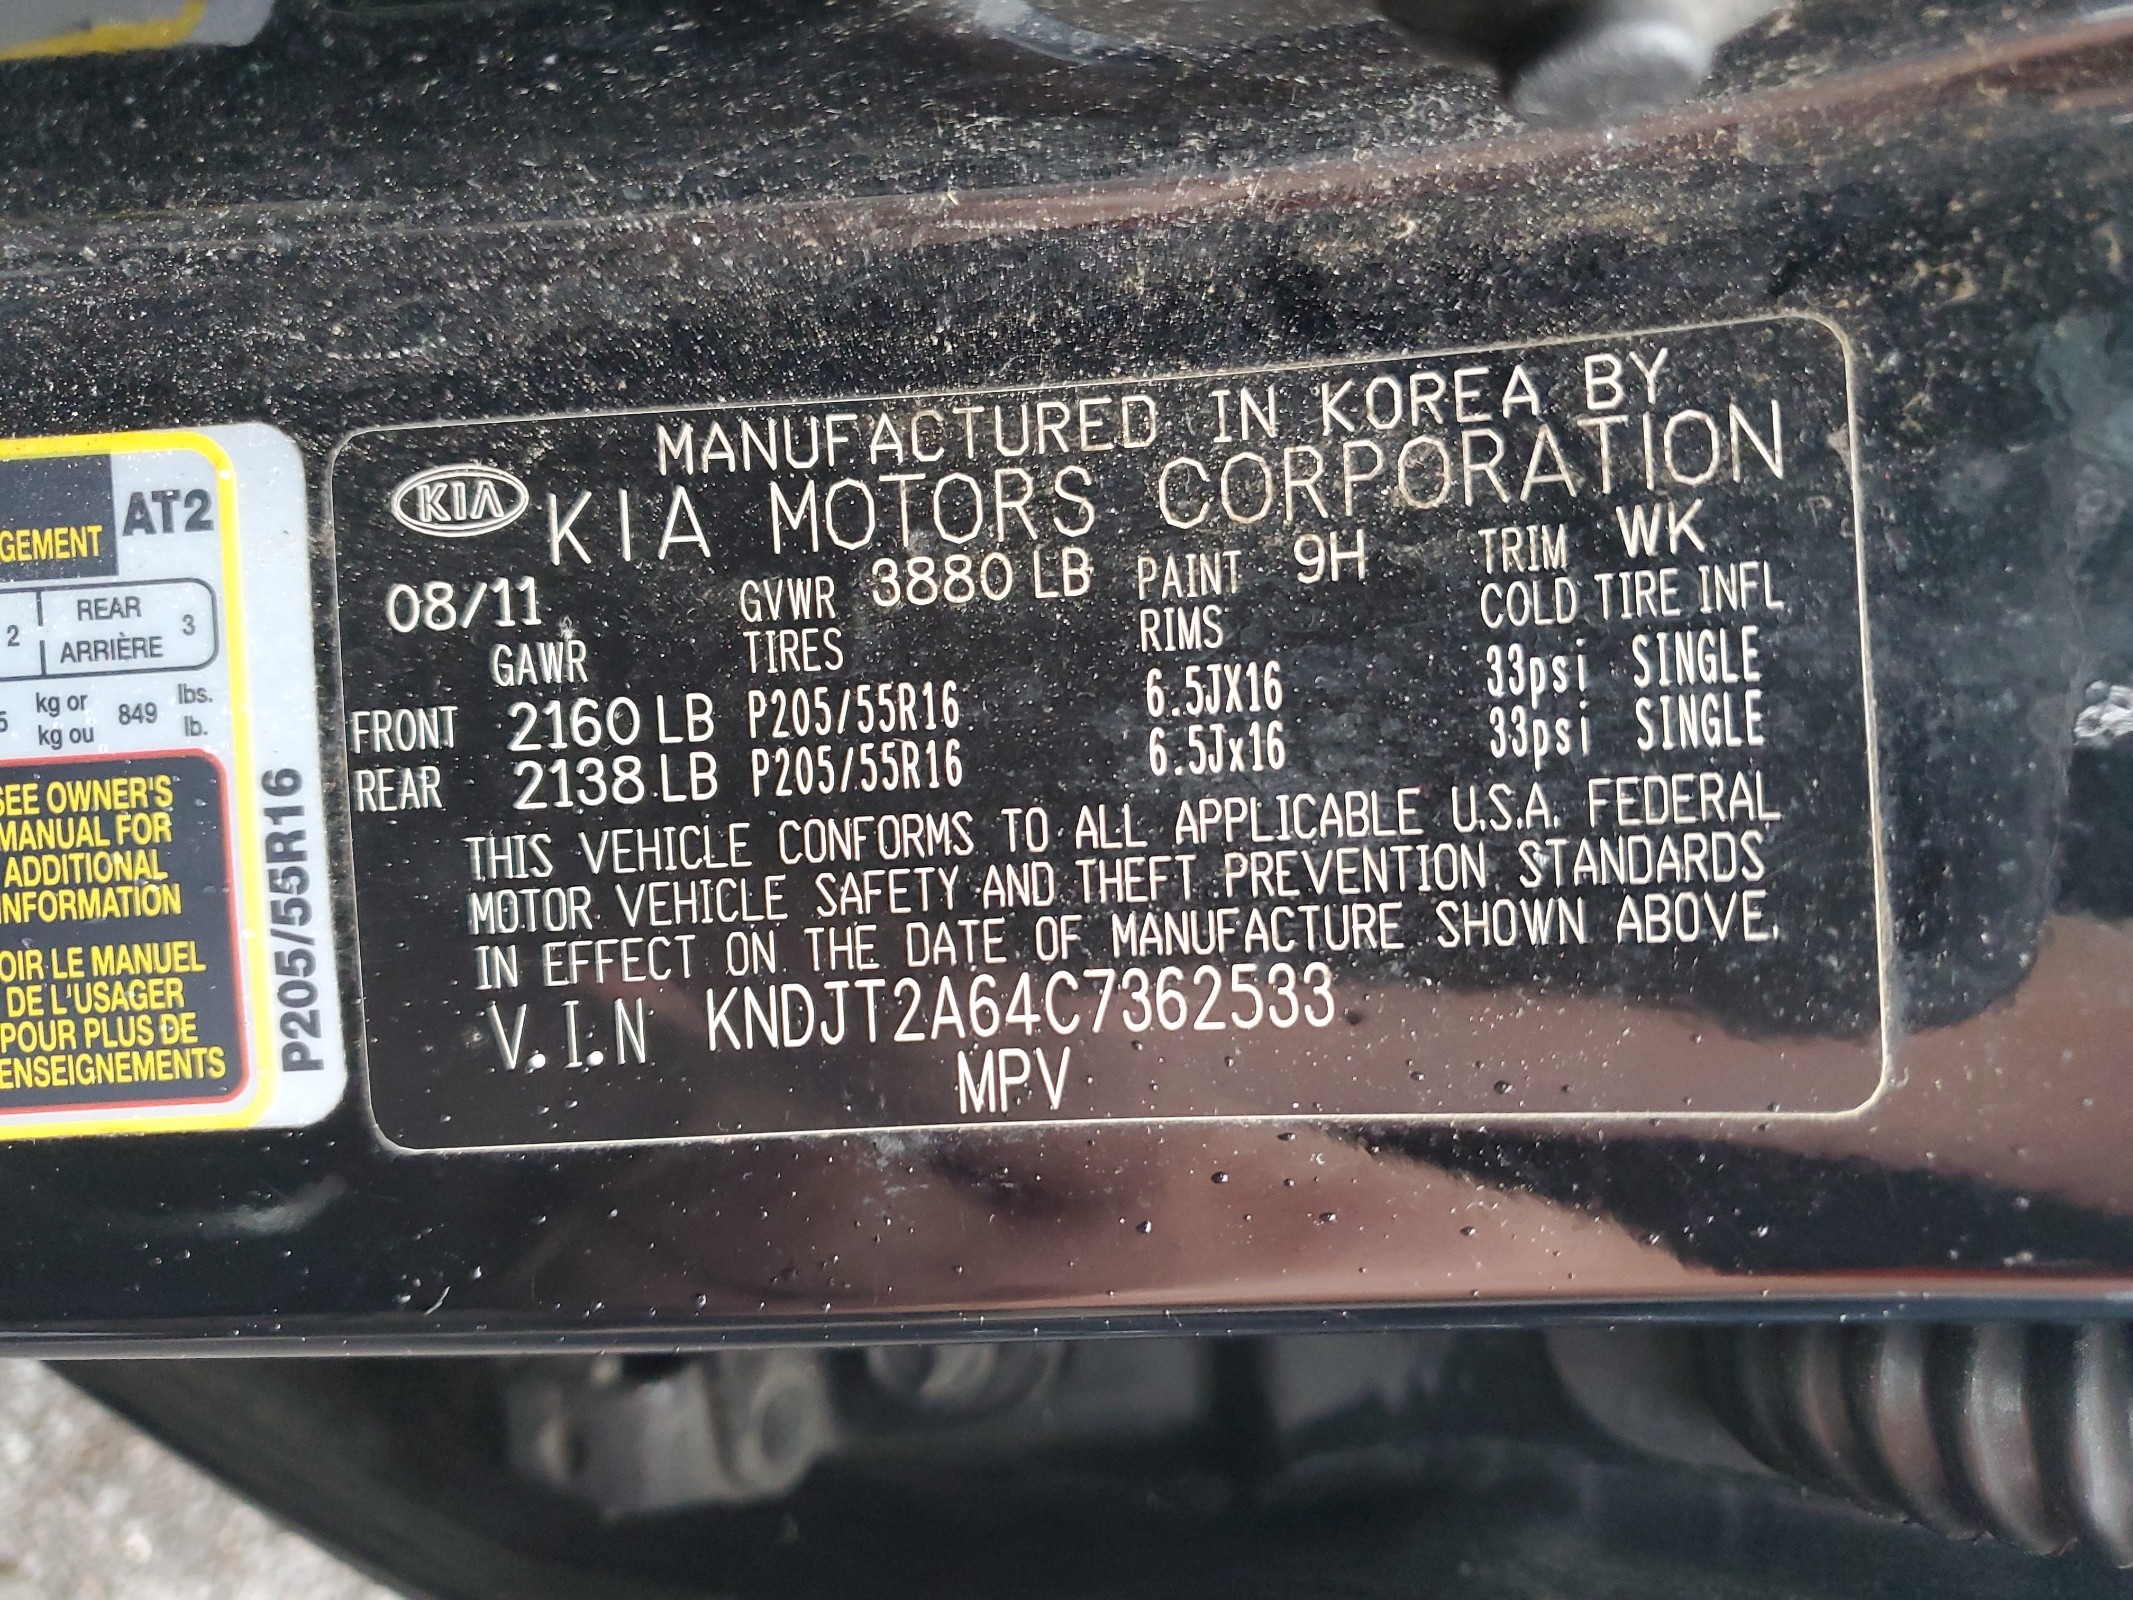 GEMENT AT2
2 REAR 3
ARRIÈRE
5 kg or 849 lbs.
kg ou lb.
SEE OWNER'S
MANUAL FOR
ADDITIONAL
INFORMATION
OIR LE MANUEL
DE L'USAGER
POUR PLUS DE
ENSEIGNEMENTS
P205/55R16
MANUFACTURED IN KOREA BY
KIA KIA MOTORS CORPORATION
08/11 GVWR 3880 LB PAINT 9H TRIM WK
GAWR TIRES RIMS COLD TIRE INFL
FRONT 2160 LB P205/55R16 6.5JX16 33psi SINGLE
REAR 2138 LB P205/55R16 6.5Jx16 33psi SINGLE
THIS VEHICLE CONFORMS TO ALL APPLICABLE U.S.A. FEDERAL
MOTOR VEHICLE SAFETY AND THEFT PREVENTION STANDARDS
IN EFFECT ON THE DATE OF MANUFACTURE SHOWN ABOVE.
V.I.N KNDJT2A64C7362533
MPV